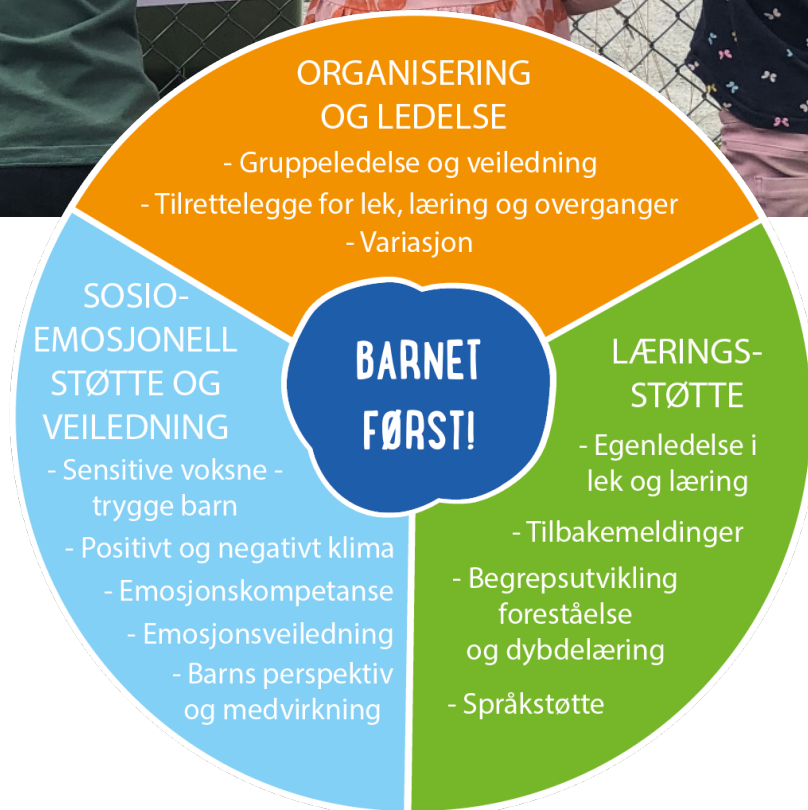 ORGANISERING
OG LEDELSE
- Gruppeledelse og veiledning
- Tilrettelegge for lek, læring og overganger
- Variasjon
SOSIO-
EMOSJONELL
STØTTE OG
VEILEDNING
- Sensitive voksne -
trygge barn
- Positivt og negativt klima
- Emosjonskompetanse
- Emosjonsveiledning
- Barns perspektiv
og medvirkning
BARNET
FØRST!
LÆRINGS-
STØTTE
- Egenledelse i
lek og læring
- Tilbakemeldinger
- Begrepsutvikling
foreståelse
og dybdelæring
- Språkstøtte